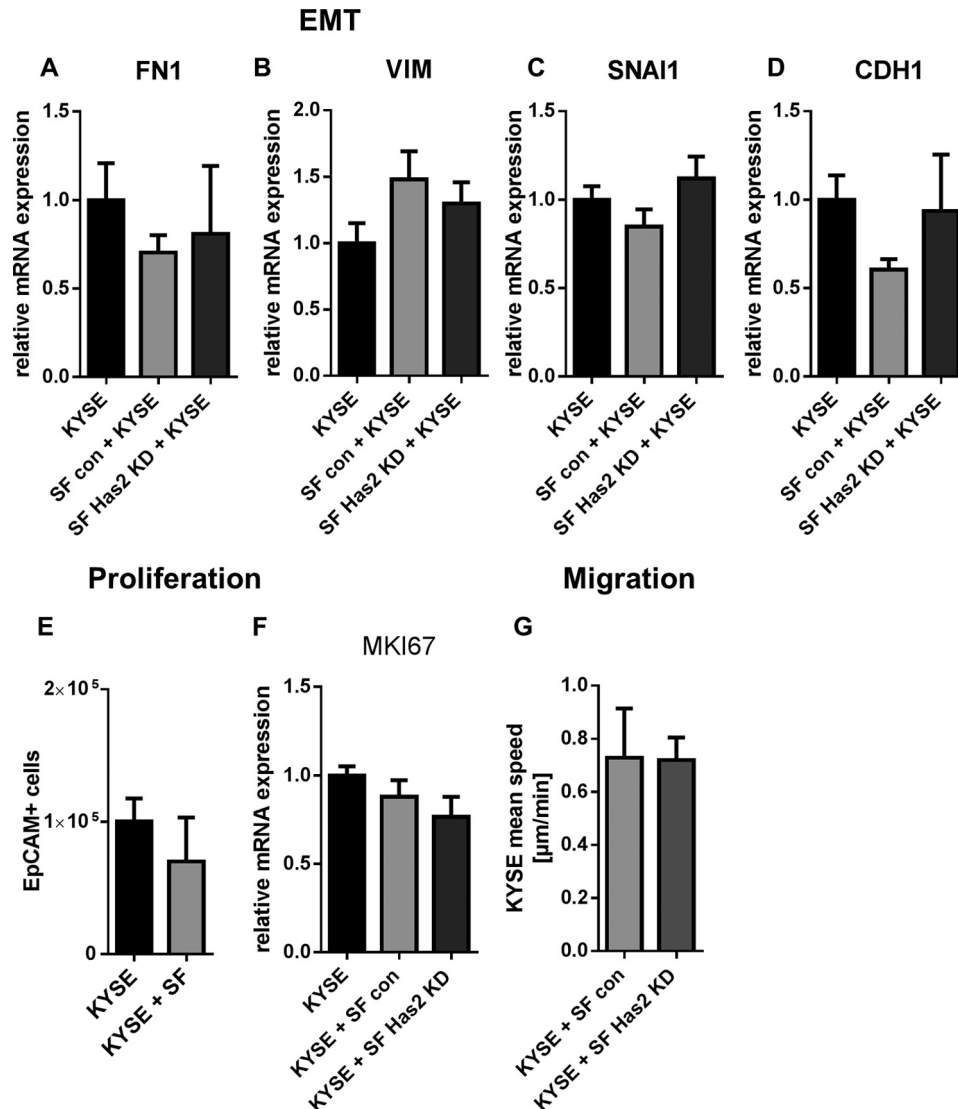 EMT
A
FN1
relative mRNA expression
1.5
1.0
0.5
0.0
KYSE
SF con + KYSE
SF Has2 KD + KYSE
B
VIM
relative mRNA expression
2.0
1.5
1.0
0.5
0.0
KYSE
SF con + KYSE
SF Has2 KD + KYSE
C
SNAI1
relative mRNA expression
1.5
1.0
0.5
0.0
KYSE
SF con + KYSE
SF Has2 KD + KYSE
D
CDH1
relative mRNA expression
1.5
1.0
0.5
0.0
KYSE
SF con + KYSE
SF Has2 KD + KYSE
Proliferation
E
EpCAM+ cells
2×10⁵
1×10⁵
0
KYSE
KYSE + SF
F
MKI67
relative mRNA expression
1.5
1.0
0.5
0.0
KYSE
KYSE + SF con
KYSE + SF Has2 KD
Migration
G
KYSE mean speed
[µm/min]
1.0
0.8
0.6
0.4
0.2
0.0
KYSE + SF con
KYSE + SF Has2 KD